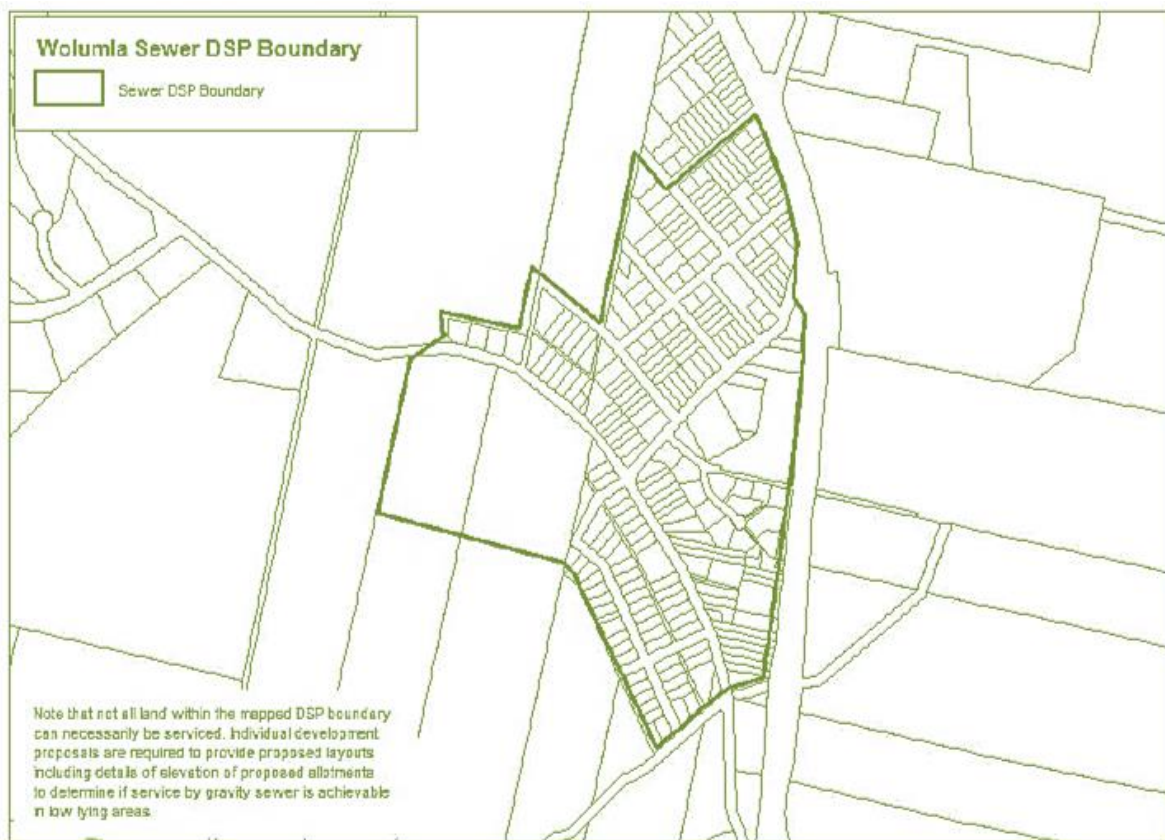 Wolumla Sewer DSP Boundary
Sewer DSP Boundary
Note that not all land within the mapped DSP boundary
can necessarily be serviced. Individual development
proposals are required to provide proposed layouts
including details of elevation of proposed allotments
to determine if service by gravity sewer is achievable
in low lying areas